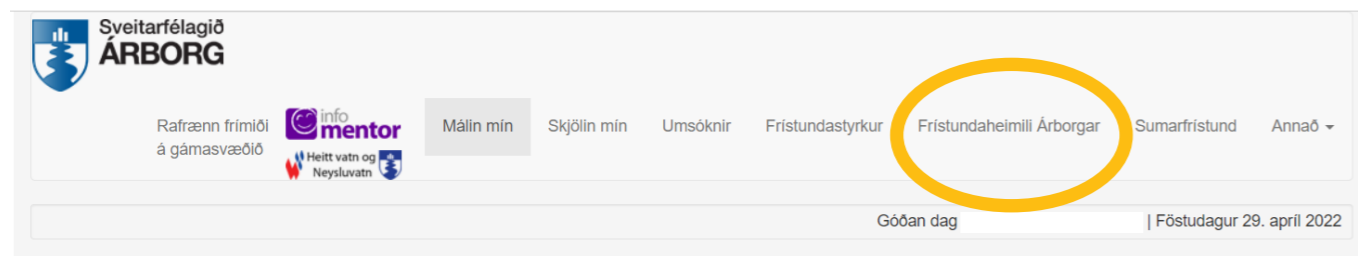 Sveitarfélagið
ÁRBORG
Rafrænn frímiði
á gámasvæðið
info
mentor
Heitt vatn og
Neysluvatn
Málin mín
Skjölin mín
Umsóknir
Frístundastyrkur
Frístundaheimili Árborgar
Sumarfrístund
Annað
Góðan dag | Föstudagur 29. apríl 2022